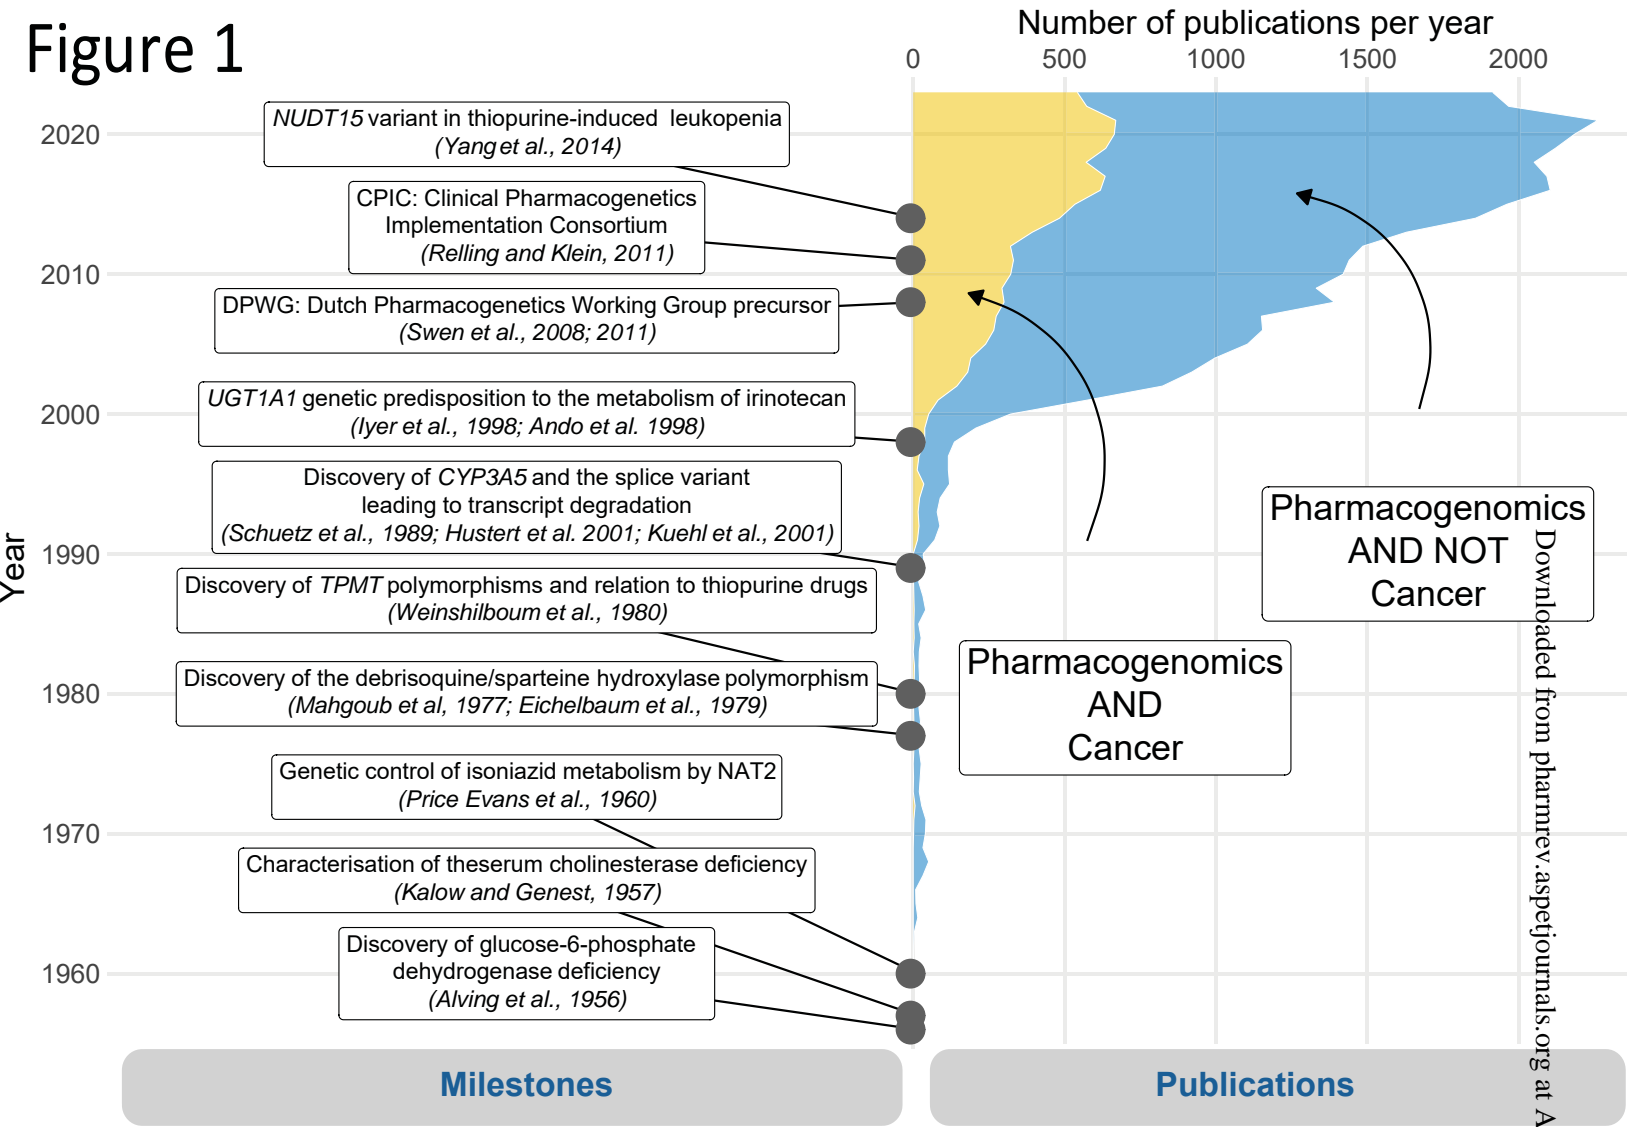 Figure 1
Number of publications per year
0 500 1000 1500 2000
Year
2020
2010
2000
1990
1980
1970
1960
NUDT15 variant in thiopurine-induced leukopenia
(Yang et al., 2014)
CPIC: Clinical Pharmacogenetics
Implementation Consortium
(Relling and Klein, 2011)
DPWG: Dutch Pharmacogenetics Working Group precursor
(Swen et al., 2008; 2011)
UGT1A1 genetic predisposition to the metabolism of irinotecan
(Iyer et al., 1998; Ando et al. 1998)
Discovery of CYP3A5 and the splice variant
leading to transcript degradation
(Schuetz et al., 1989; Hustert et al. 2001; Kuehl et al., 2001)
Discovery of TPMT polymorphisms and relation to thiopurine drugs
(Weinshilboum et al., 1980)
Discovery of the debrisoquine/sparteine hydroxylase polymorphism
(Mahgoub et al, 1977; Eichelbaum et al., 1979)
Genetic control of isoniazid metabolism by NAT2
(Price Evans et al., 1960)
Characterisation of theserum cholinesterase deficiency
(Kalow and Genest, 1957)
Discovery of glucose-6-phosphate
dehydrogenase deficiency
(Alving et al., 1956)
Pharmacogenomics
AND NOT
Cancer
Pharmacogenomics
AND
Cancer
Milestones
Publications
Downloaded from pharmrev.aspetjournals.org at A